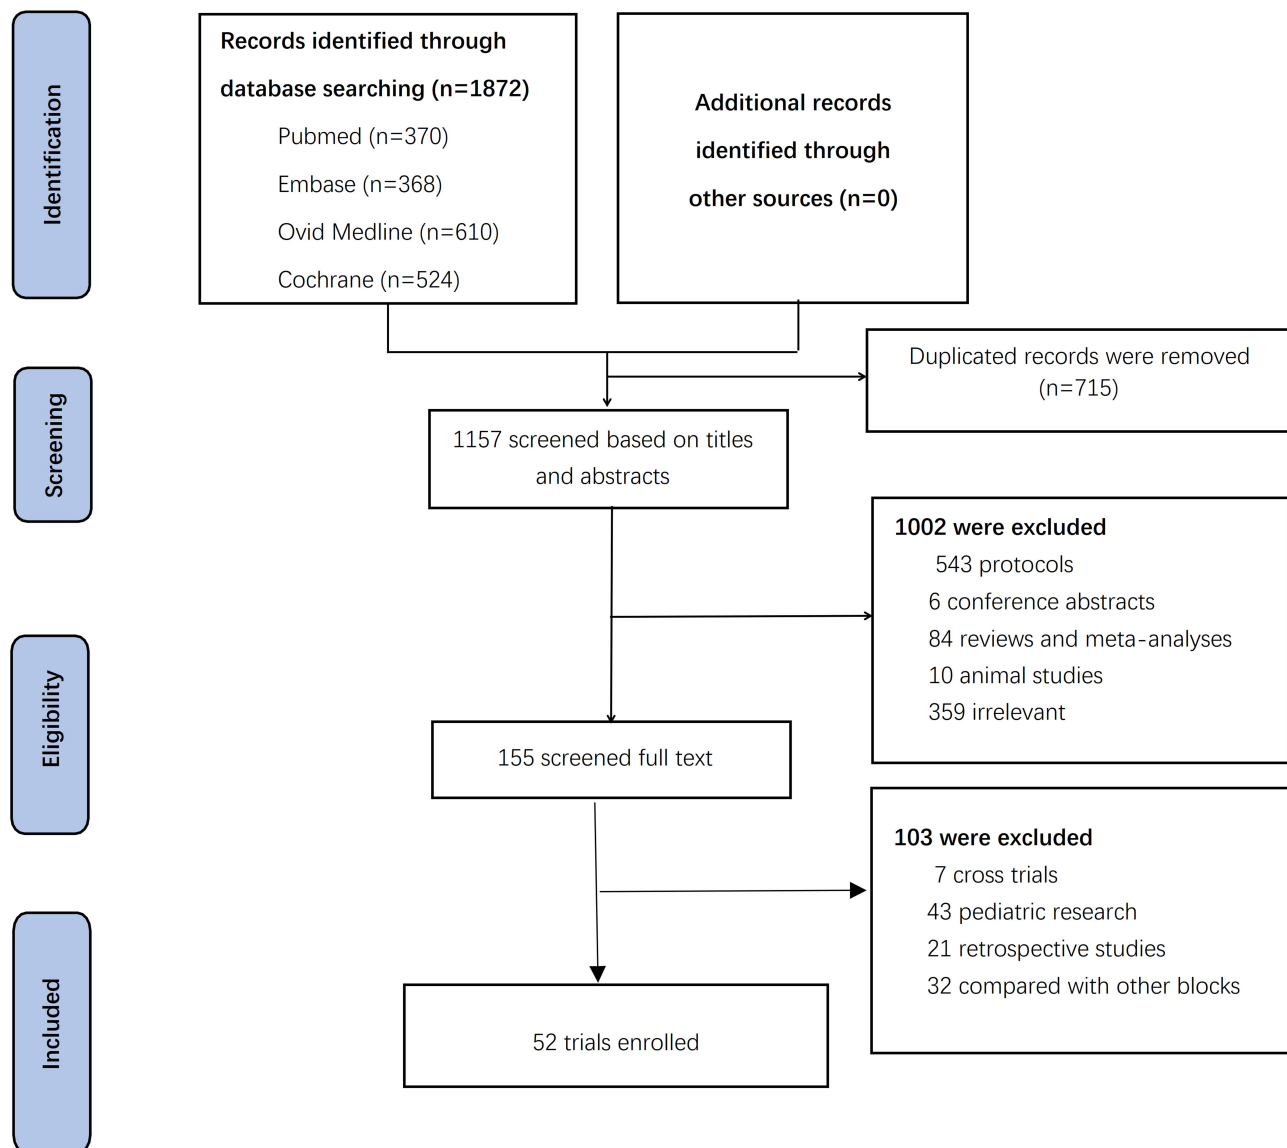 Identification
Records identified through
database searching (n=1872)
Pubmed (n=370)
Embase (n=368)
Ovid Medline (n=610)
Cochrane (n=524)
Additional records
identified through
other sources (n=0)
Duplicated records were removed
(n=715)
Screening
1157 screened based on titles
and abstracts
1002 were excluded
543 protocols
6 conference abstracts
84 reviews and meta-analyses
10 animal studies
359 irrelevant
Eligibility
155 screened full text
103 were excluded
7 cross trials
43 pediatric research
21 retrospective studies
32 compared with other blocks
Included
52 trials enrolled